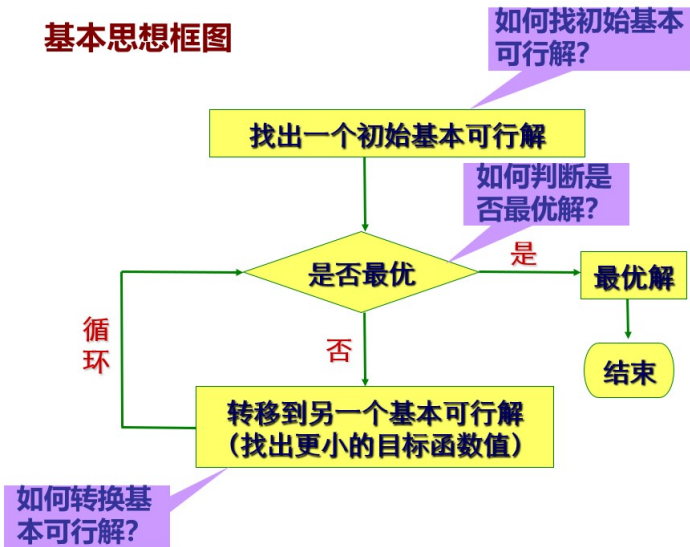 基本思想框图
如何找初始基本
可行解？
找出一个初始基本可行解
如何判断是
否最优解？
是否最优
是
最优解
循
环
否
结束
转移到另一个基本可行解
（找出更小的目标函数值）
如何转换基
本可行解？